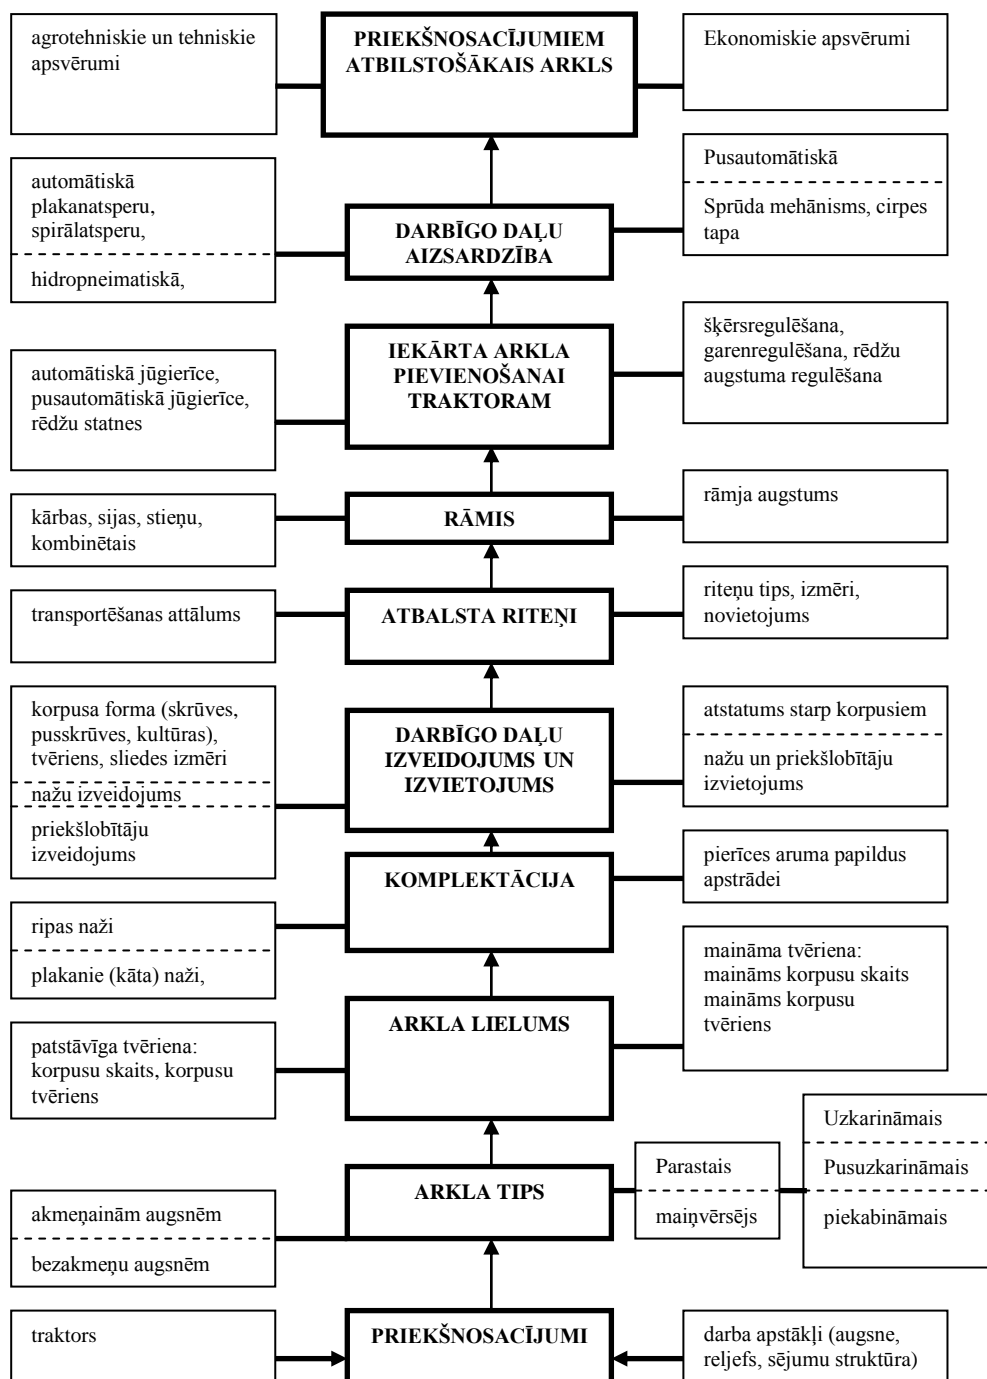 agrotehniskie un tehniskie
apsvērumi
PRIEKŠNOSACĪJUMIEM
ATBILSTOŠĀKAIS ARKLS
Ekonomiskie apsvērumi
automātiskā
plakanatsperu,
spirālatsperu,
hidropneimatiskā,
DARBĪGO DAĻU
AIZSARDZĪBA
Pusautomātiskā
Sprūda mehānisms, cirpes
tapa
automātiskā jūgierīce,
pusautomātiskā jūgierīce,
rēdžu statnes
IEKĀRTA ARKLA
PIEVIENOŠANAI
TRAKTORAM
šķērsregulēšana,
garenregulēšana, rēdžu
augstuma regulēšana
kārbas, sijas, stieņu,
kombinētais
RĀMIS
rāmja augstums
transportēšanas attālums
ATBALSTA RITEŅI
riteņu tips, izmēri,
novietojums
korpusa forma (skrūves,
pusskrūves, kultūras),
tvēriens, sliedes izmēri
nažu izveidojums
priekšlobītāju
izveidojums
DARBĪGO DAĻU
IZVEIDOJUMS UN
IZVIETOJUMS
atstatums starp korpusiem
nažu un priekšlobītāju
izvietojums
ripas naži
plakanie (kāta) naži,
KOMPLEKTĀCIJA
pierīces aruma papildus
apstrādei
patstāvīga tvēriena:
korpusu skaits, korpusu
tvēriens
ARKLA LIELUMS
maināma tvēriena:
maināms korpusu skaits
maināms korpusu
tvēriens
akmeņainām augsnēm
bezakmeņu augsnēm
ARKLA TIPS
Parastais
maiņvērsējs
Uzkarināmais
Pusuzkarināmais
piekabināmais
traktors
PRIEKŠNOSACĪJUMI
darba apstākļi (augsne,
reljefs, sējumu struktūra)